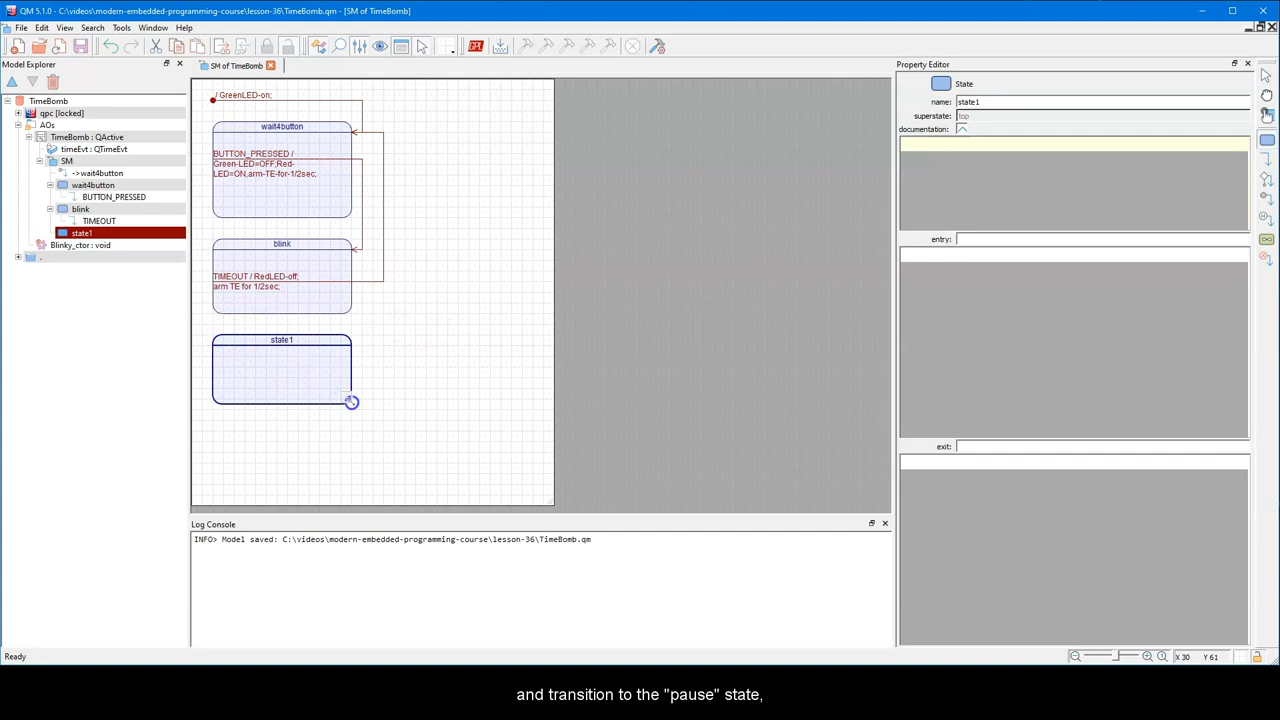 QM 5.1.0 - C:\videos\modern-embedded-programming-course\lesson-36\TimeBomb.qm - [SM of TimeBomb]
File Edit View Search Tools Window Help
GPL
Model Explorer
TimeBomb
qpc [locked]
AOs
TimeBomb : QActive
timeEvt : QTimeEvt
SM
->wait4button
wait4button
BUTTON_PRESSED
blink
TIMEOUT
state1
Blinky_ctor : void
.
SM of TimeBomb
/ GreenLED-on;
wait4button
BUTTON_PRESSED /
Green-LED=OFF;Red-
LED=ON,arm-TE-for-1/2sec;
blink
TIMEOUT / RedLED-off;
arm TE for 1/2sec;
state1
Property Editor
State
name: state1
superstate: top
documentation:
entry:
exit:
Log Console
INFO> Model saved: C:\videos\modern-embedded-programming-course\lesson-36\TimeBomb.qm
Ready
X 30 Y 61
and transition to the "pause" state,